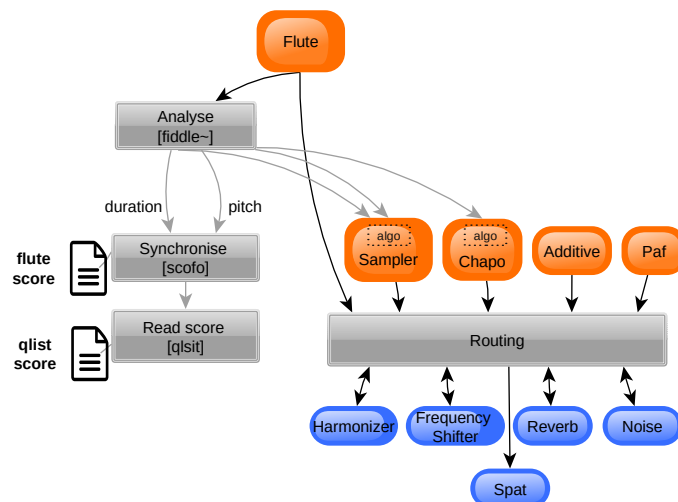 Flute
Analyse
[fiddle~]
duration
pitch
flute
score
Synchronise
[scofo]
algo
Sampler
algo
Chapo
Additive
Paf
qlist
score
Read score
[qlsit]
Routing
Harmonizer
Frequency
Shifter
Reverb
Noise
Spat